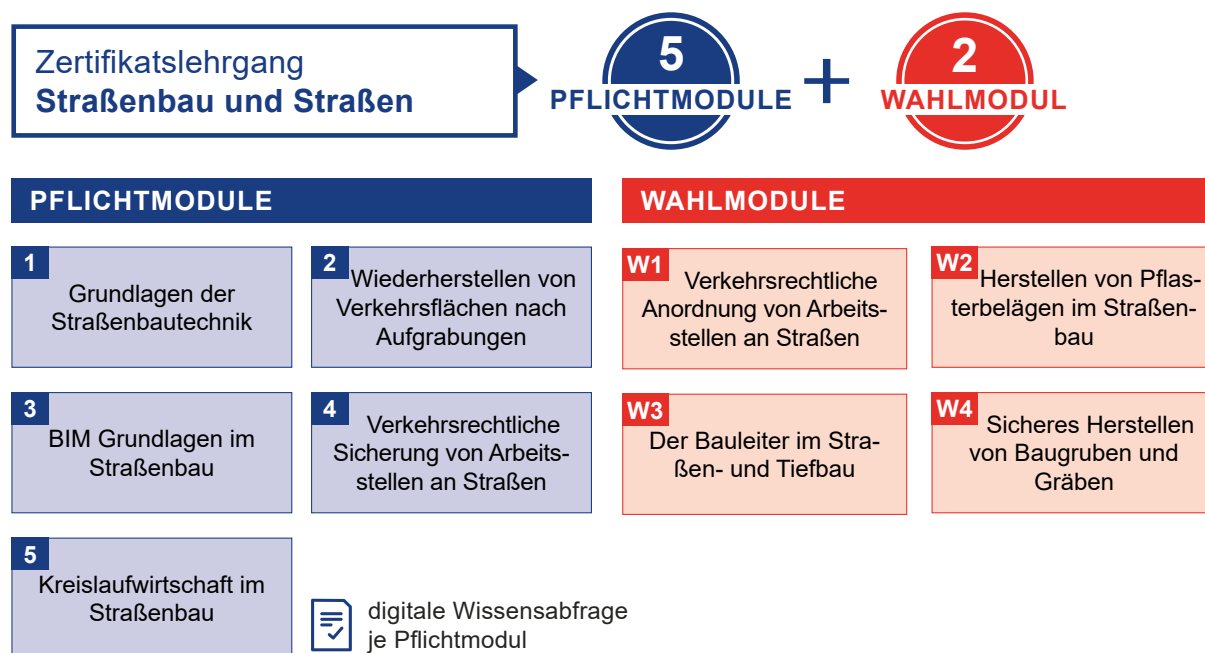 Zertifikatslehrgang
Straßenbau und Straßen
5
PFLICHTMODULE
+
2
WAHLMODUL
PFLICHTMODULE
1
Grundlagen der
Straßenbautechnik
2
Wiederherstellen von
Verkehrsflächen nach
Aufgrabungen
3
BIM Grundlagen im
Straßenbau
4
Verkehrsrechtliche
Sicherung von Arbeits-
stellen an Straßen
5
Kreislaufwirtschaft im
Straßenbau
digitale Wissensabfrage
je Pflichtmodul
WAHLMODULE
W1
Verkehrsrechtliche
Anordnung von Arbeits-
stellen an Straßen
W2
Herstellen von Pflas-
terbelägen im Straßen-
bau
W3
Der Bauleiter im Stra-
ßen- und Tiefbau
W4
Sicheres Herstellen
von Baugruben und
Gräben